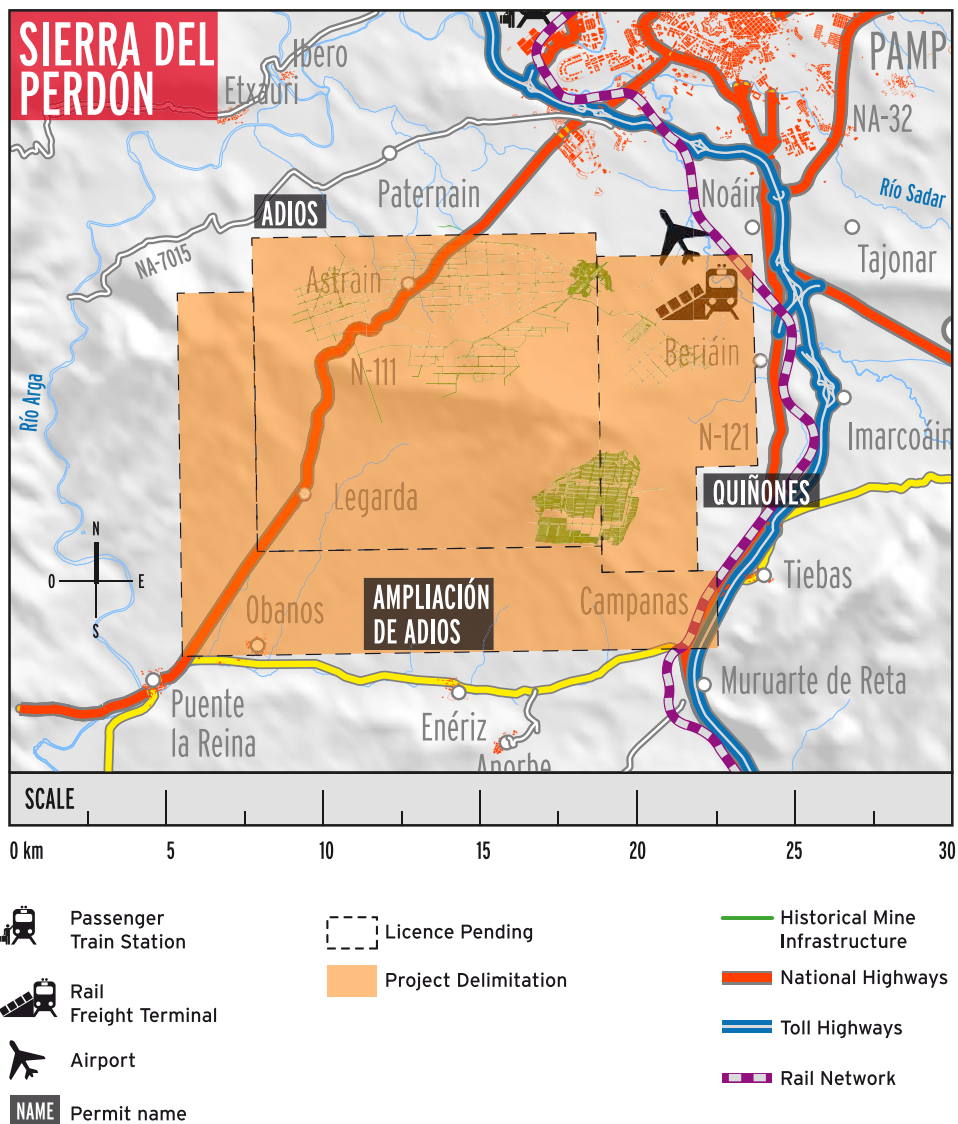 SIERRA DEL
PERDÓN
Ibero
Etxauri
PAMP
NA-32
Paternain
Noáin
Río Sadar
ADIOS
NA-7015
Tajonar
Astrain
N-111
Beriáin
Río Arga
N-121
Imarcoáin
Legarda
QUIÑONES
N
O
E
S
Tiebas
Obanos
AMPLIACIÓN
DE ADIOS
Campanas
Muruarte de Reta
Puente
la Reina
Enériz
Anorbe
SCALE
0 km
5
10
15
20
25
30
Passenger
Train Station
Rail
Freight Terminal
Airport
NAME
Permit name
Licence Pending
Project Delimitation
Historical Mine
Infrastructure
National Highways
Toll Highways
Rail Network